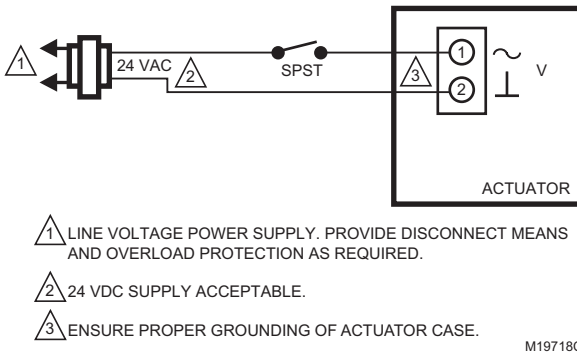 1
24 VAC
2
SPST
3
1
2
V
ACTUATOR
1 LINE VOLTAGE POWER SUPPLY. PROVIDE DISCONNECT MEANS
AND OVERLOAD PROTECTION AS REQUIRED.
2 24 VDC SUPPLY ACCEPTABLE.
3 ENSURE PROPER GROUNDING OF ACTUATOR CASE.